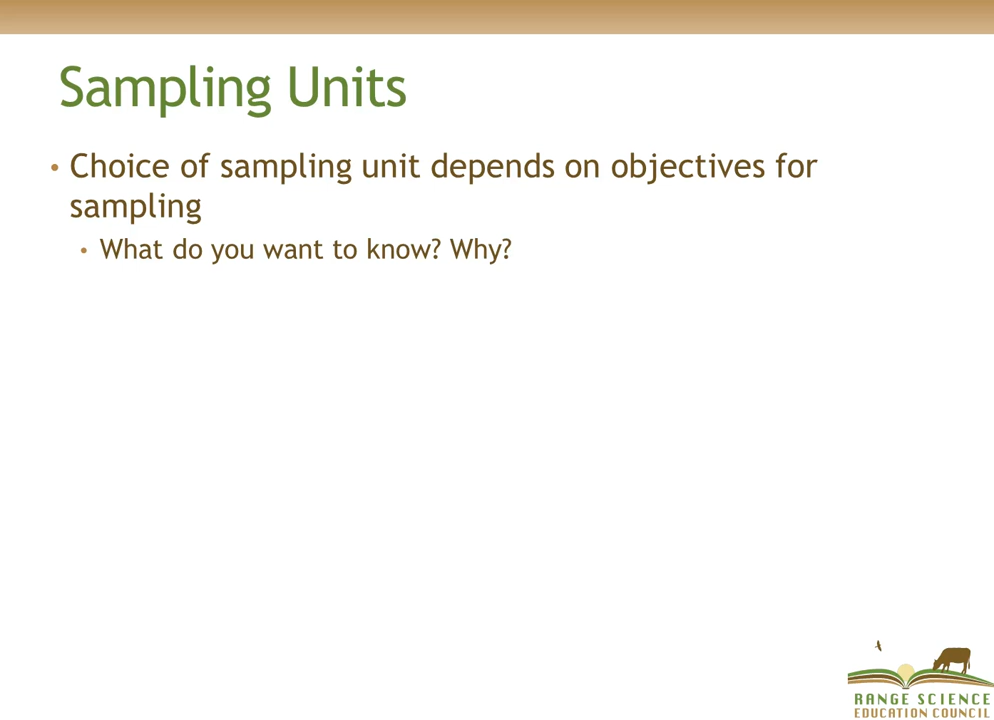 Sampling Units
• Choice of sampling unit depends on objectives for
sampling
• What do you want to know? Why?
RANGE SCIENCE
EDUCATION COUNCIL